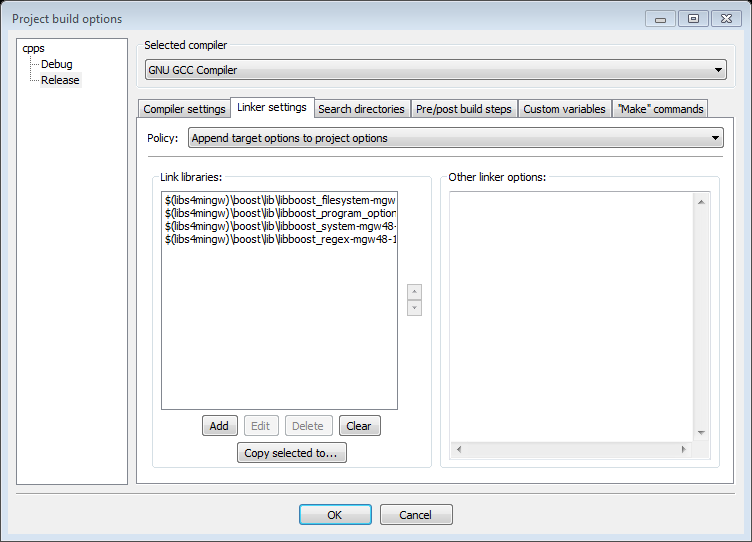 Project build options
cpps
Debug
Release
Selected compiler
GNU GCC Compiler
Compiler settings
Linker settings
Search directories
Pre/post build steps
Custom variables
"Make" commands
Policy:
Append target options to project options
Link libraries:
$(libs4mingw)\boost\lib\libboost_filesystem-mgw
$(libs4mingw)\boost\lib\libboost_program_option
$(libs4mingw)\boost\lib\libboost_system-mgw48-
$(libs4mingw)\boost\lib\libboost_regex-mgw48-1
Other linker options:
Add
Edit
Delete
Clear
Copy selected to...
OK
Cancel